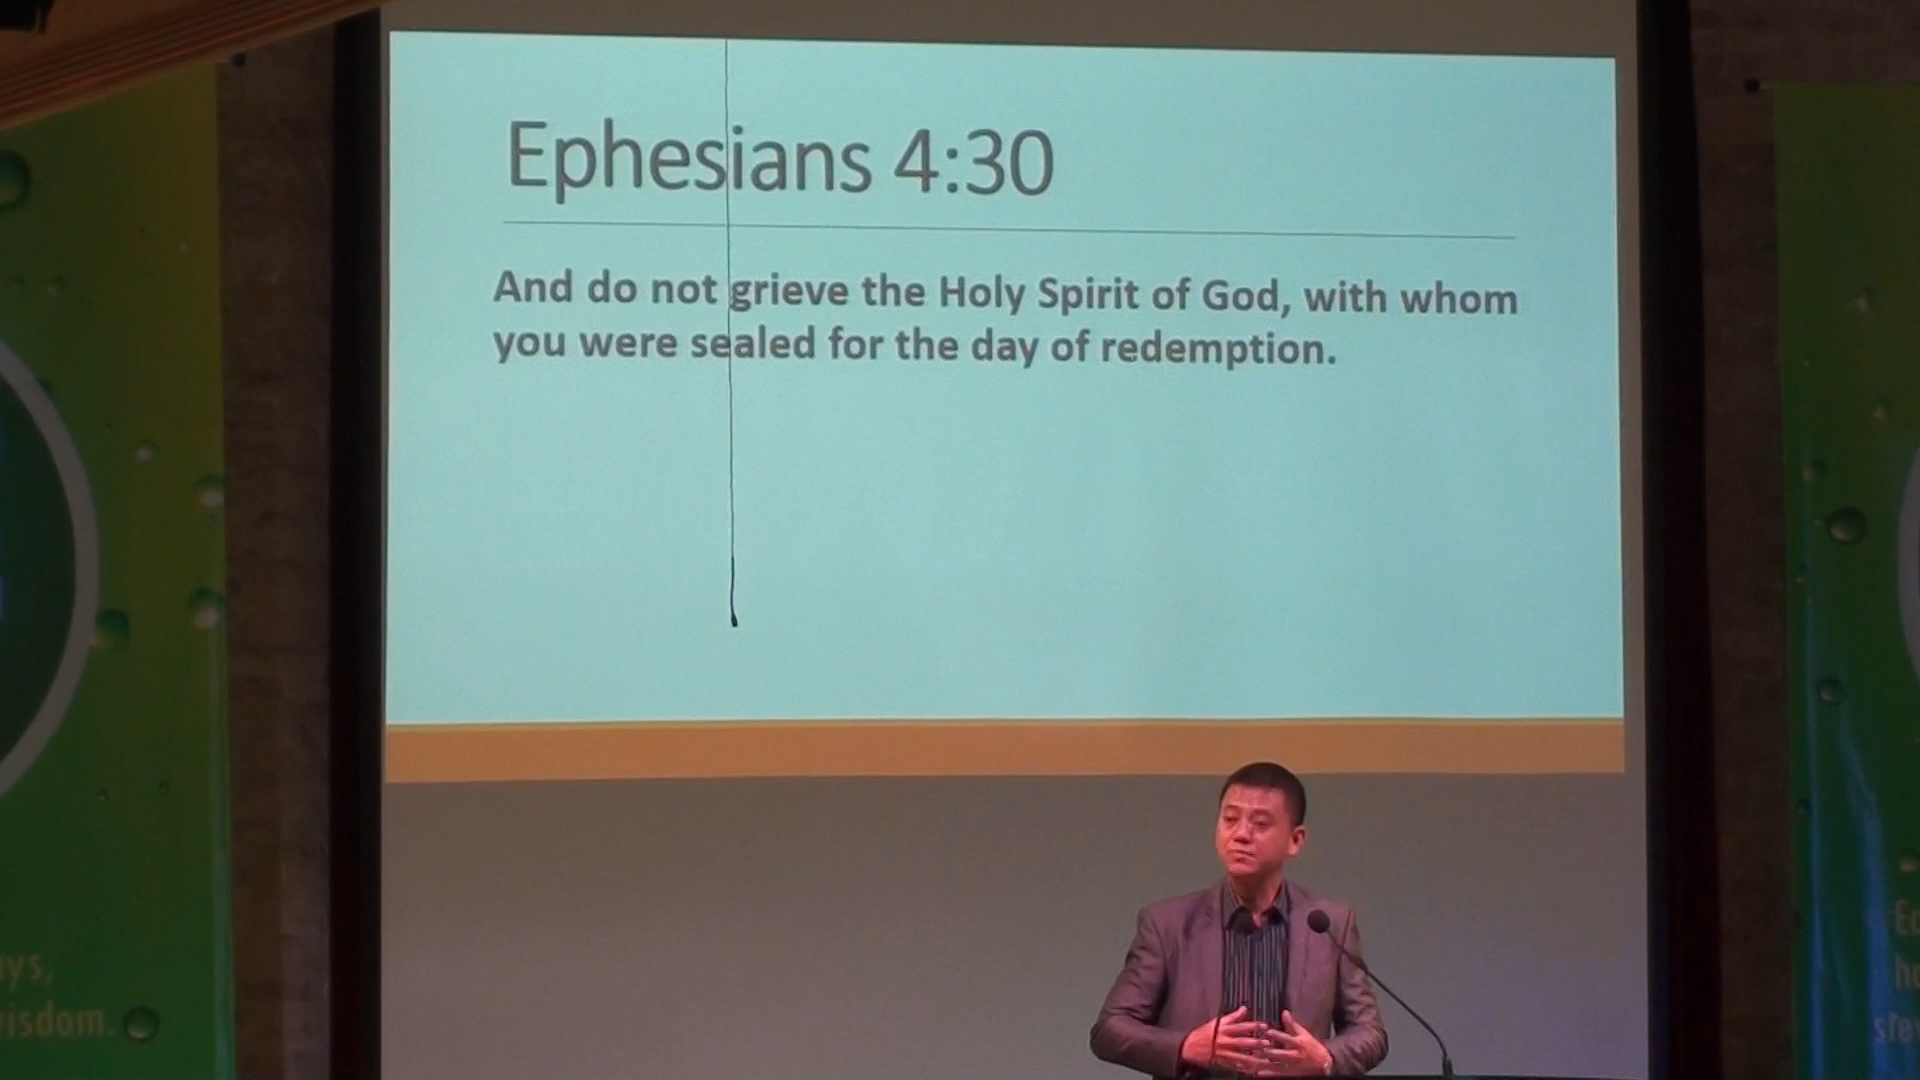 Ephesians 4:30
And do not grieve the Holy Spirit of God, with whom
you were sealed for the day of redemption.